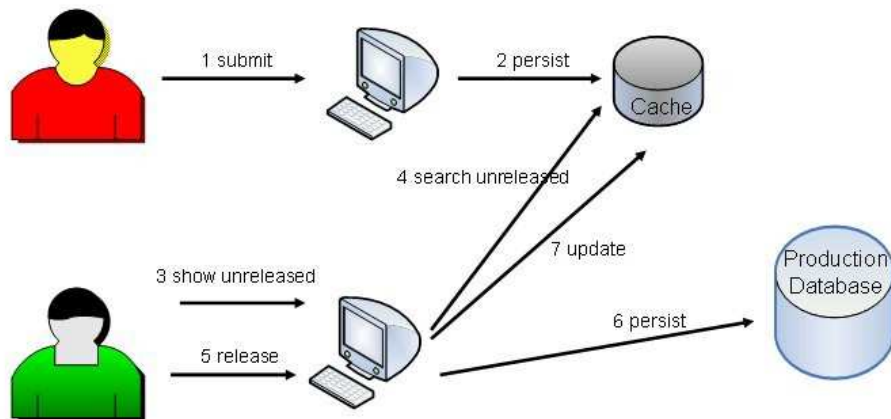 1 submit
2 persist
Cache
4 search unreleased
7 update
3 show unreleased
Production
Database
6 persist
5 release